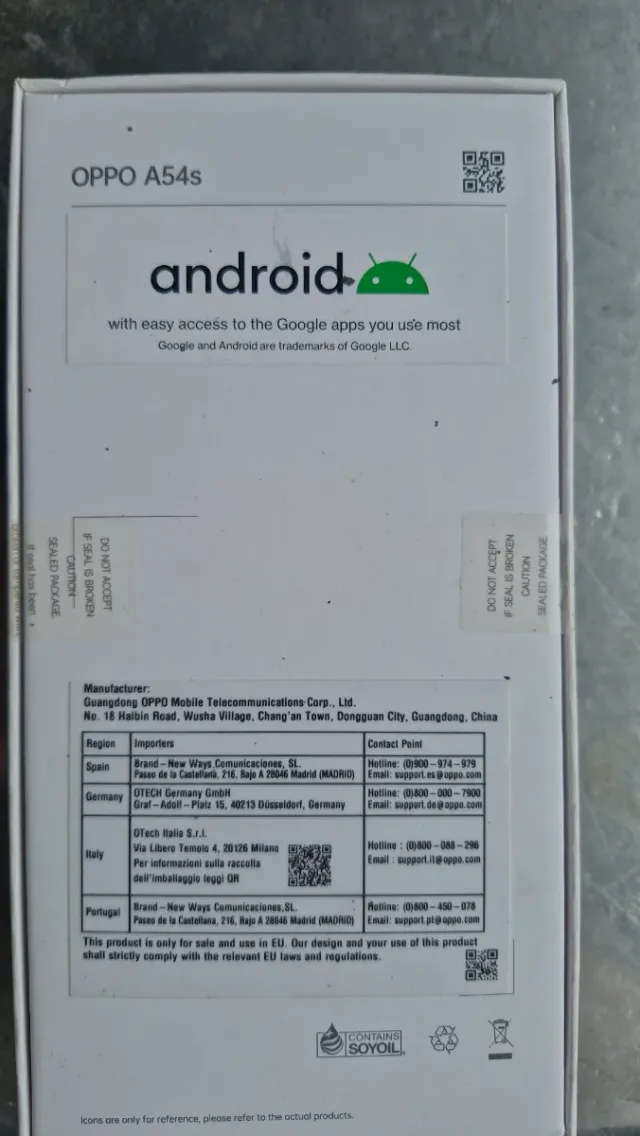 OPPO A54s
android
with easy access to the Google apps you use most
Google and Android are trademarks of Google LLC.
DO NOT ACCEPT
IF SEAL IS BROKEN
CAUTION
SEALED PACKAGE
If seal has been
DO NOT ACCEPT
IF SEAL IS BROKEN
CAUTION
SEALED PACKAGE
Manufacturer:
Guangdong OPPO Mobile Telecommunications Corp., Ltd.
No. 18 Haibin Road, Wusha Village, Chang'an Town, Dongguan City, Guangdong, China
Region Importers Contact Point
Spain Brand-New Ways Comunicaciones, SL. Hotline: (0)900-974-979
Paseo de la Castellana, 216, Bajo A 28046 Madrid (MADRID) Email: support.es@oppo.com
Germany OTECH Germany GmbH Hotline: (0)800-000-7900
Graf-Adolf-Platz 15, 40213 Düsseldorf, Germany Email: support.de@oppo.com
Italy OTech Italia S.r.l.
Via Libero Temolo 4, 20126 Milano Hotline : (0)800-088-296
Per informazioni sulla raccolta Email : support.it@oppo.com
dell'imballaggio leggi QR
Portugal Brand-New Ways Comunicaciones,SL. Hotline: (0)800-450-078
Paseo de la Castellana, 216, Bajo A 28046 Madrid (MADRID) Email: support.pt@oppo.com
This product is only for sale and use in EU. Our design and your use of this product
shall strictly comply with the relevant EU laws and regulations.
CONTAINS
SOYOIL
Icons are only for reference, please refer to the actual products.